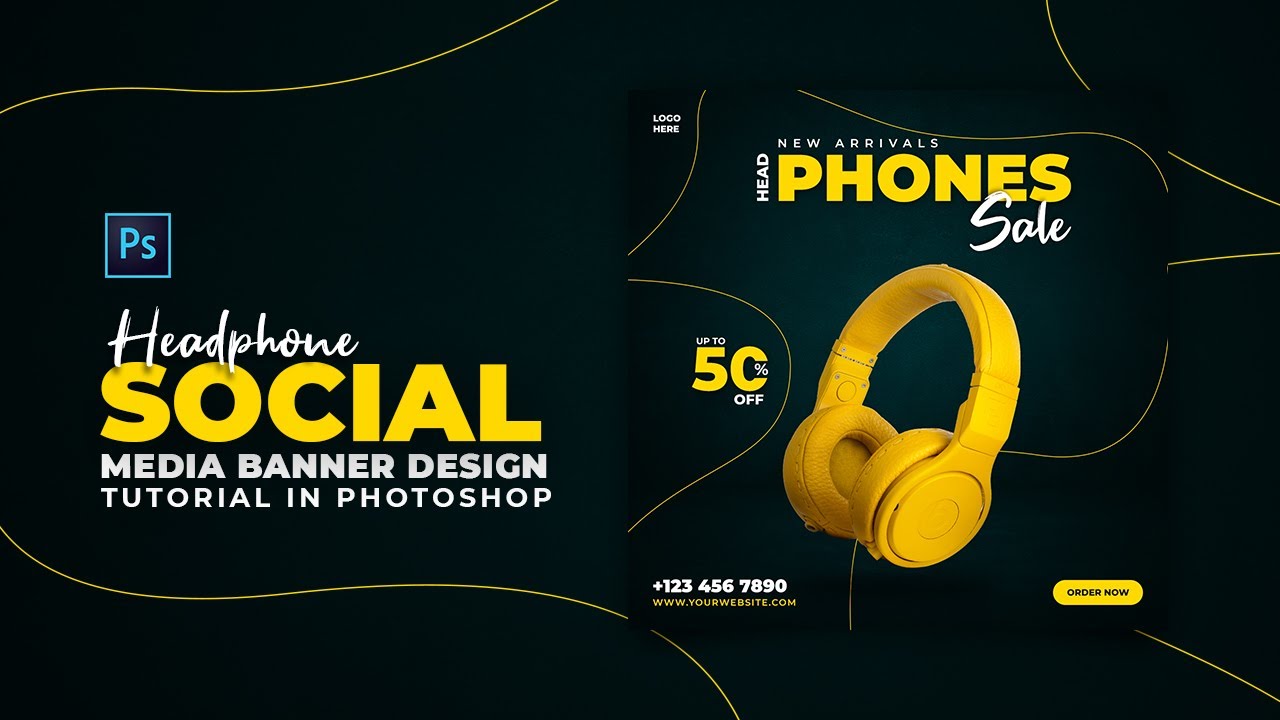 Ps
Headphone
SOCIAL
MEDIA BANNER DESIGN
TUTORIAL IN PHOTOSHOP
LOGO
HERE
NEW ARRIVALS
HEAD
PHONES
Sale
UP TO
50%
OFF
+123 456 7890
WWW.YOURWEBSITE.COM
ORDER NOW